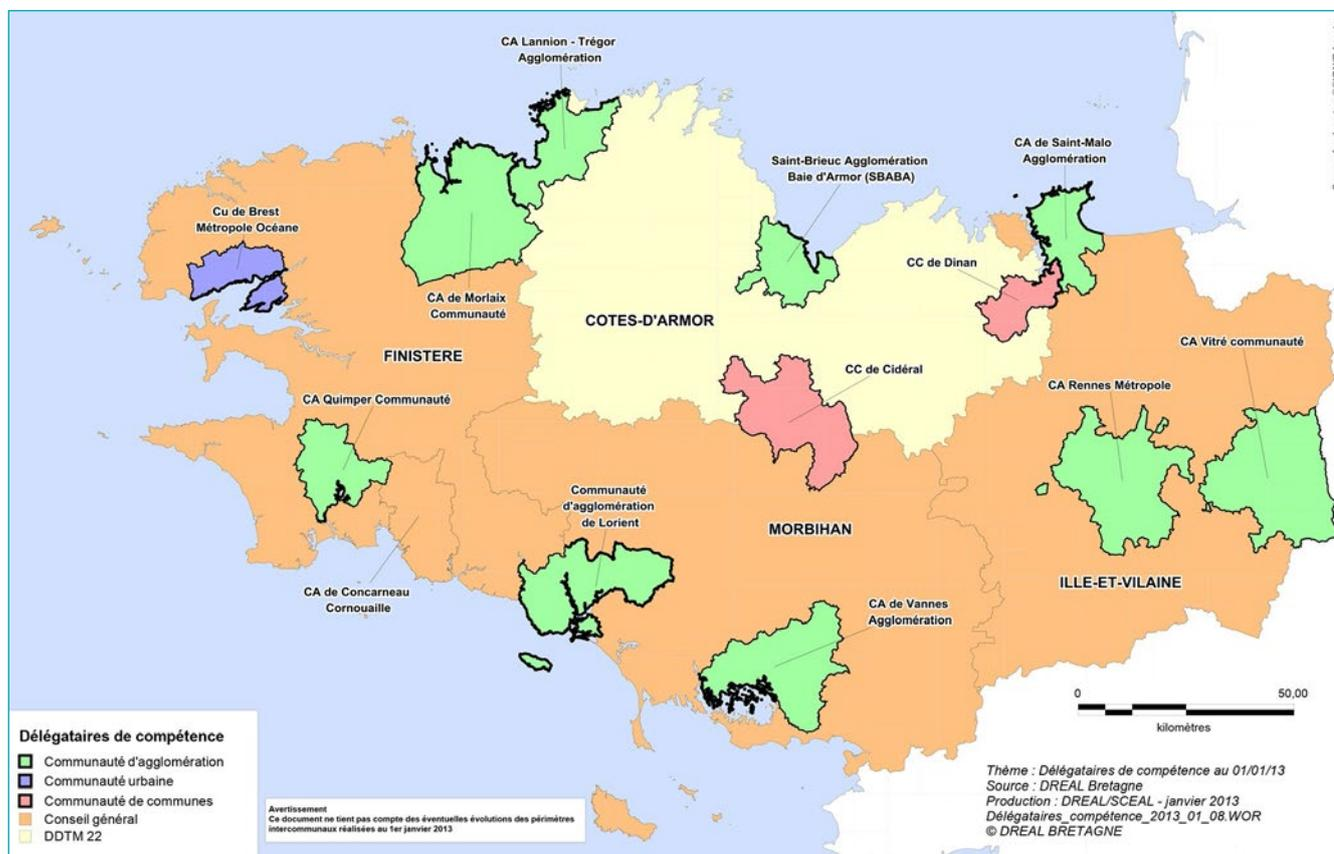 CA Lannion - Trégor
Agglomération
CA de Saint-Malo
Agglomération
Saint-Brieuc Agglomération
Baie d'Armor (SBABA)
Cu de Brest
Métropole Océane
CC de Dinan
CA de Morlaix
Communauté
COTES-D'ARMOR
FINISTERE
CA Vitré communauté
CC de Cidéral
CA Rennes Métropole
CA Quimper Communauté
Communauté
d'agglomération
de Lorient
MORBIHAN
ILLE-ET-VILAINE
CA de Concarneau
Cornouaille
CA de Vannes
Agglomération
0 50,00
kilomètres
Délégataires de compétence
Communauté d'agglomération
Communauté urbaine
Communauté de communes
Conseil général
DDTM 22
Avertissement
Ce document ne tient pas compte des éventuelles évolutions des périmètres
intercommunaux réalisées au 1er janvier 2013
Thème : Délégataires de compétence au 01/01/13
Source : DREAL Bretagne
Production : DREAL/SCEAL - janvier 2013
Délégataires_compétence_2013_01_08.WOR
© DREAL BRETAGNE